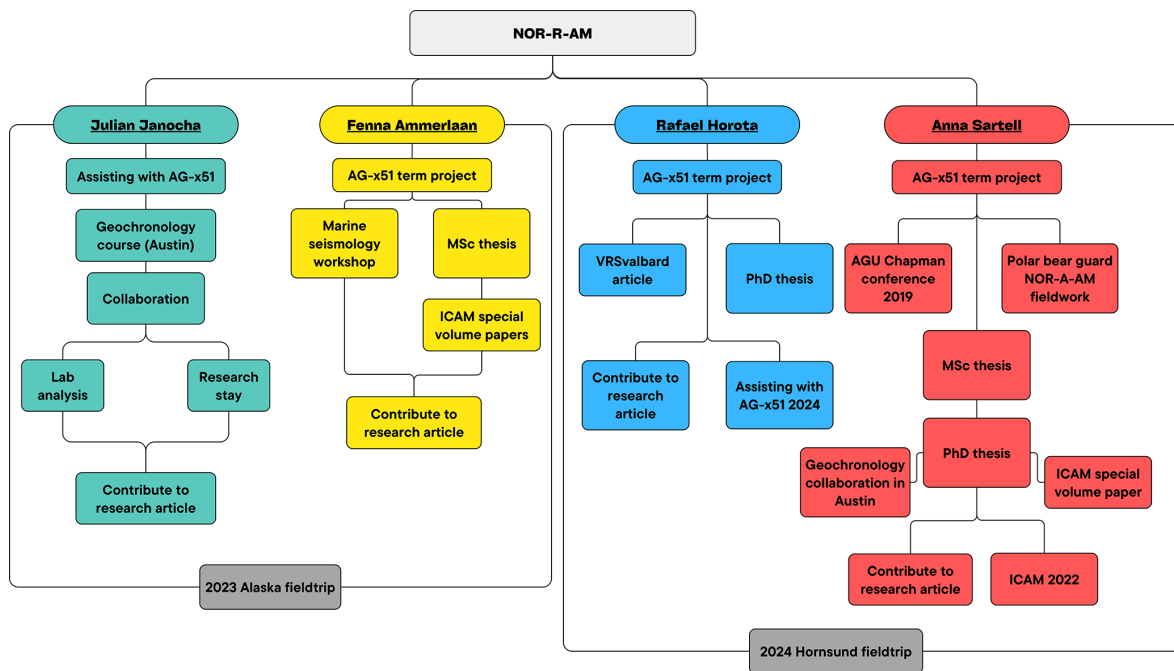 NOR-R-AM
Julian Janocha
Assisting with AG-x51
Geochronology
course (Austin)
Collaboration
Lab
analysis
Research
stay
Contribute to
research article
Fenna Ammerlaan
AG-x51 term project
Marine
seismology
workshop
MSc thesis
ICAM special
volume papers
Contribute to
research article
2023 Alaska fieldtrip
Rafael Horota
AG-x51 term project
VRSvalbard
article
PhD thesis
Contribute to
research article
Assisting with
AG-x51 2024
Anna Sartell
AG-x51 term project
AGU Chapman
conference
2019
Polar bear guard
NOR-A-AM
fieldwork
MSc thesis
PhD thesis
Geochronology
collaboration in
Austin
ICAM special
volume paper
Contribute to
research article
ICAM 2022
2024 Hornsund fieldtrip